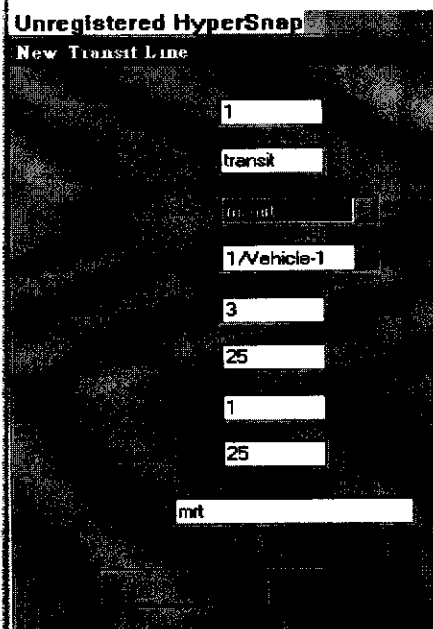 Unregistered HyperSnap
New Transit Line
1
transit
1/Vehicle-1
3
25
1
25
mrt